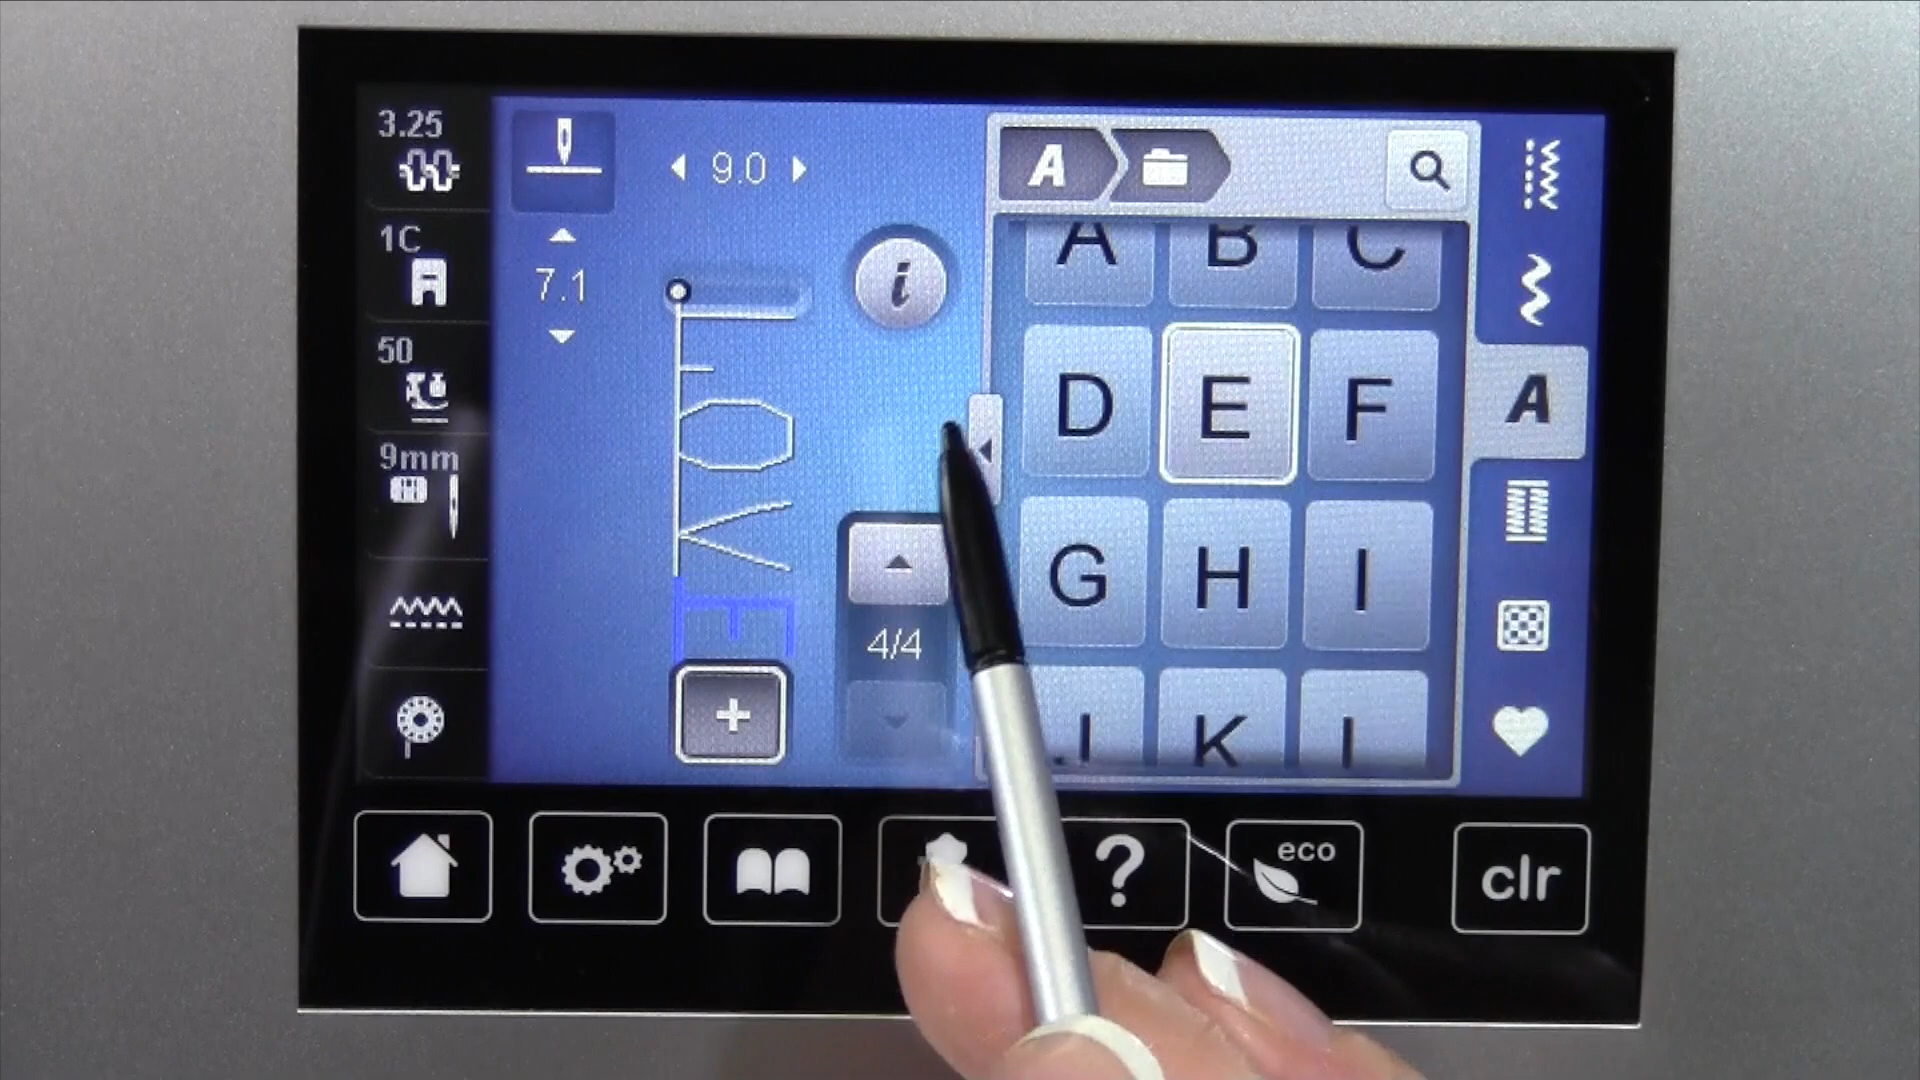 3.25
9.0
1C
7.1
i
50
9mm
LOVE
4/4
A
A
A B C
D E F
G H I
J K L
?
eco
clr